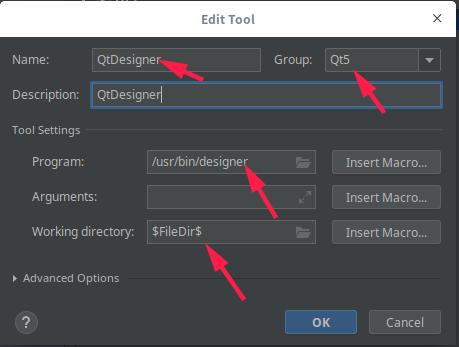 Edit Tool
Name: QtDesigner Group: Qt5
Description: QtDesigner
Tool Settings
Program: /usr/bin/designer Insert Macro...
Arguments: Insert Macro...
Working directory: $FileDir$ Insert Macro...
Advanced Options
? OK Cancel